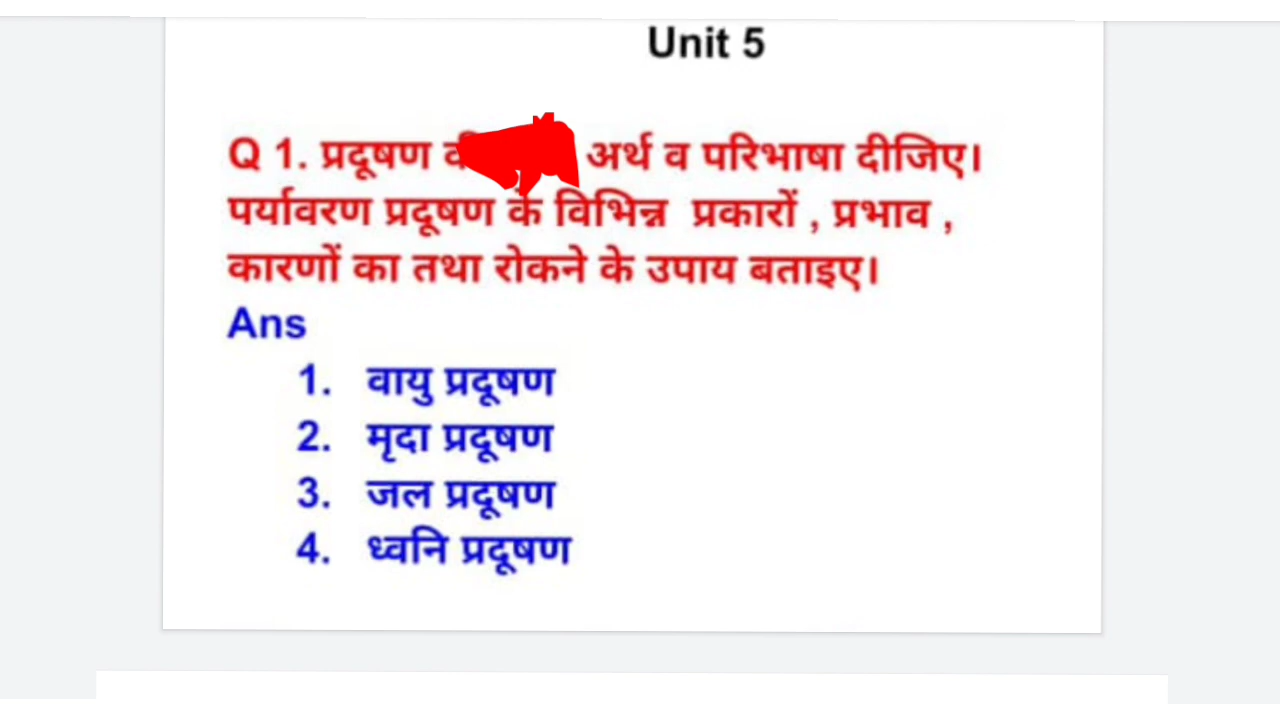 Unit 5
Q 1. प्रदूषण अर्थ व परिभाषा दीजिए।
पर्यावरण प्रदूषण के विभिन्न प्रकारों , प्रभाव ,
कारणों का तथा रोकने के उपाय बताइए।
Ans
1. वायु प्रदूषण
2. मृदा प्रदूषण
3. जल प्रदूषण
4. ध्वनि प्रदूषण